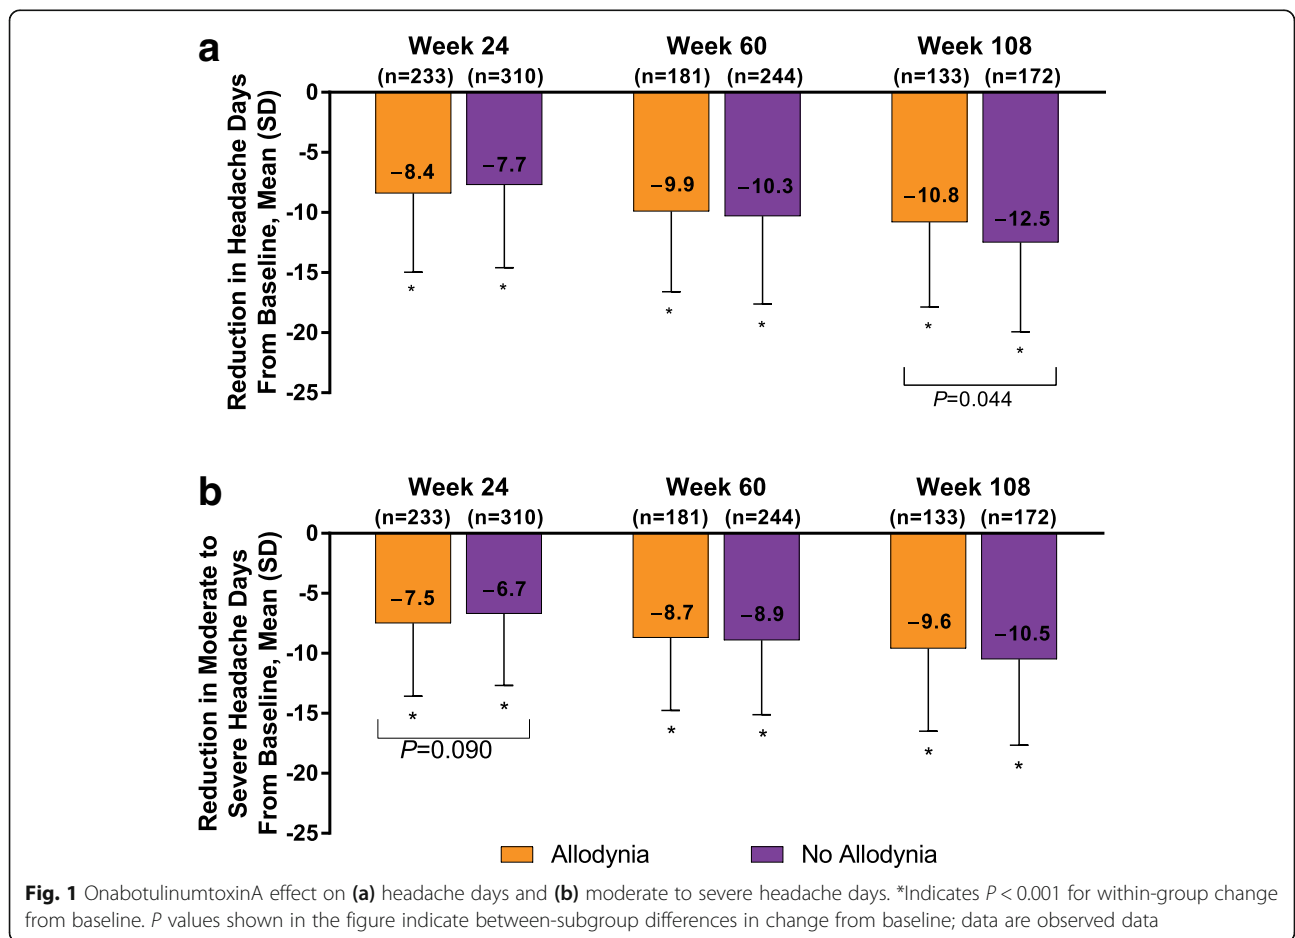 a
Week 24 Week 60 Week 108
(n=233) (n=310) (n=181) (n=244) (n=133) (n=172)
Reduction in Headache Days
From Baseline, Mean (SD)
0
-5
-10
-15
-20
-25
−8.4 −7.7 −9.9 −10.3 −10.8 −12.5
* * * * * *
P=0.044
b
Week 24 Week 60 Week 108
(n=233) (n=310) (n=181) (n=244) (n=133) (n=172)
Reduction in Moderate to
Severe Headache Days
From Baseline, Mean (SD)
0
-5
-10
-15
-20
-25
−7.5 −6.7 −8.7 −8.9 −9.6 −10.5
* * * * * *
P=0.090
Allodynia No Allodynia
Fig. 1 OnabotulinumtoxinA effect on (a) headache days and (b) moderate to severe headache days. *Indicates P < 0.001 for within-group change
from baseline. P values shown in the figure indicate between-subgroup differences in change from baseline; data are observed data